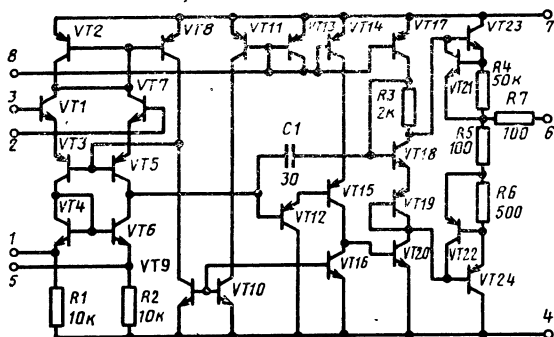 VT2 VT8 VT11 VT13 VT14 VT17 VT23 7
8 VT21 R4 50к
3 VT1 VT7 R3 2к R7 100 6
2 C1 30 R5 100
VT3 VT5 VT18
VT4 VT6 VT12 VT15 VT19 R6 500
1 VT9 VT16 VT20 VT22
5 VT10 VT24
R1 10к R2 10к 4